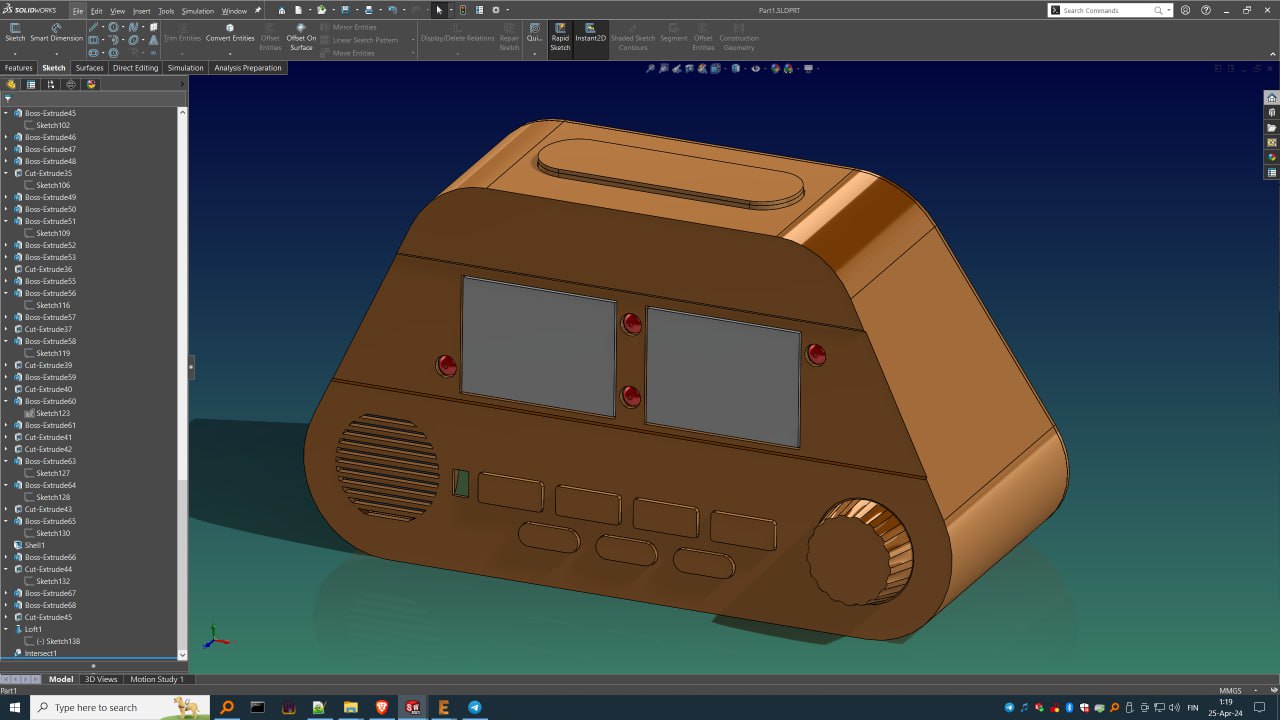 SOLIDWORKS File Edit View Insert Tools Simulation Window Part1.SLDPRT Search Commands
Sketch Smart Dimension Trim Entities Convert Entities Offset Entities Offset On Surface Mirror Entities Linear Sketch Pattern Move Entities Display/Delete Relations Repair Sketch Qui... Rapid Sketch Instant2D Shaded Sketch Contours Segment Offset Entities Construction Geometry
Features Sketch Surfaces Direct Editing Simulation Analysis Preparation
Boss-Extrude45
Sketch102
Boss-Extrude46
Boss-Extrude47
Boss-Extrude48
Cut-Extrude35
Sketch106
Boss-Extrude49
Boss-Extrude50
Boss-Extrude51
Sketch109
Boss-Extrude52
Boss-Extrude53
Cut-Extrude36
Boss-Extrude55
Boss-Extrude56
Sketch116
Boss-Extrude57
Cut-Extrude37
Boss-Extrude58
Sketch119
Cut-Extrude39
Boss-Extrude59
Cut-Extrude40
Boss-Extrude60
Sketch123
Boss-Extrude61
Cut-Extrude41
Cut-Extrude42
Boss-Extrude63
Sketch127
Boss-Extrude64
Sketch128
Cut-Extrude43
Boss-Extrude65
Sketch130
Shell1
Boss-Extrude66
Cut-Extrude44
Sketch132
Boss-Extrude67
Boss-Extrude68
Cut-Extrude45
Loft1
(-) Sketch138
Intersect1
Model 3D Views Motion Study 1
Part1 MMGS
Type here to search FIN 1:19
25-Apr-24